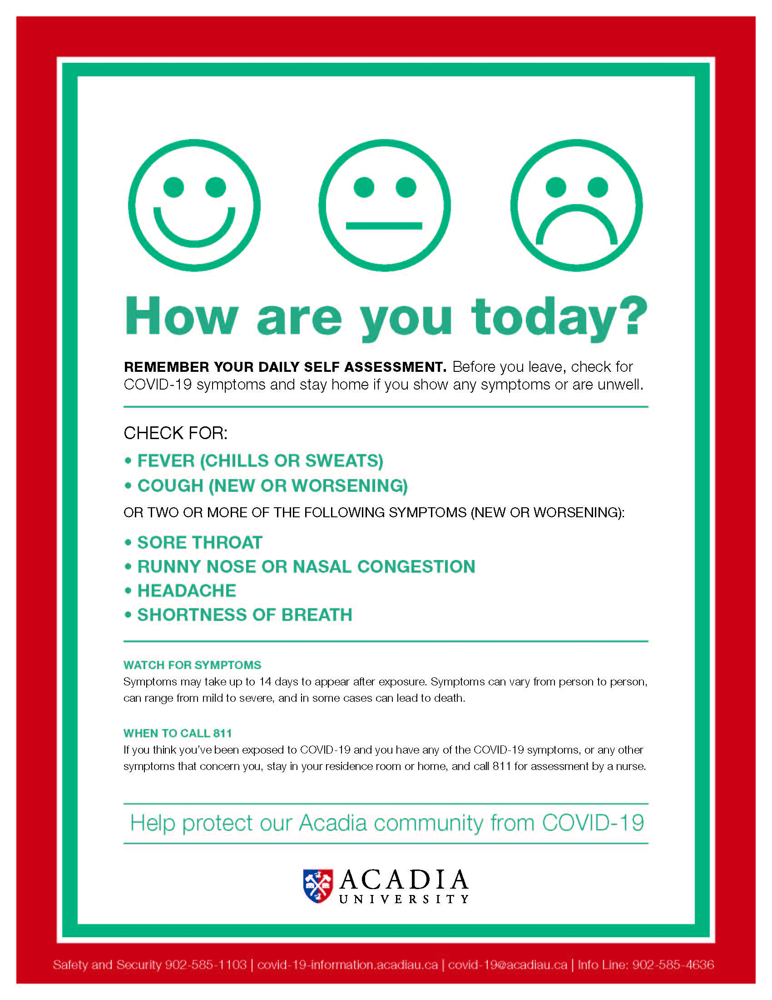 How are you today?
REMEMBER YOUR DAILY SELF ASSESSMENT. Before you leave, check for
COVID-19 symptoms and stay home if you show any symptoms or are unwell.
CHECK FOR:
• FEVER (CHILLS OR SWEATS)
• COUGH (NEW OR WORSENING)
OR TWO OR MORE OF THE FOLLOWING SYMPTOMS (NEW OR WORSENING):
• SORE THROAT
• RUNNY NOSE OR NASAL CONGESTION
• HEADACHE
• SHORTNESS OF BREATH
WATCH FOR SYMPTOMS
Symptoms may take up to 14 days to appear after exposure. Symptoms can vary from person to person,
can range from mild to severe, and in some cases can lead to death.
WHEN TO CALL 811
If you think you've been exposed to COVID-19 and you have any of the COVID-19 symptoms, or any other
symptoms that concern you, stay in your residence room or home, and call 811 for assessment by a nurse.
Help protect our Acadia community from COVID-19
ACADIA
UNIVERSITY
Safety and Security 902-585-1103 | covid-19-information.acadiau.ca | covid-19@acadiau.ca | Info Line: 902-585-4636